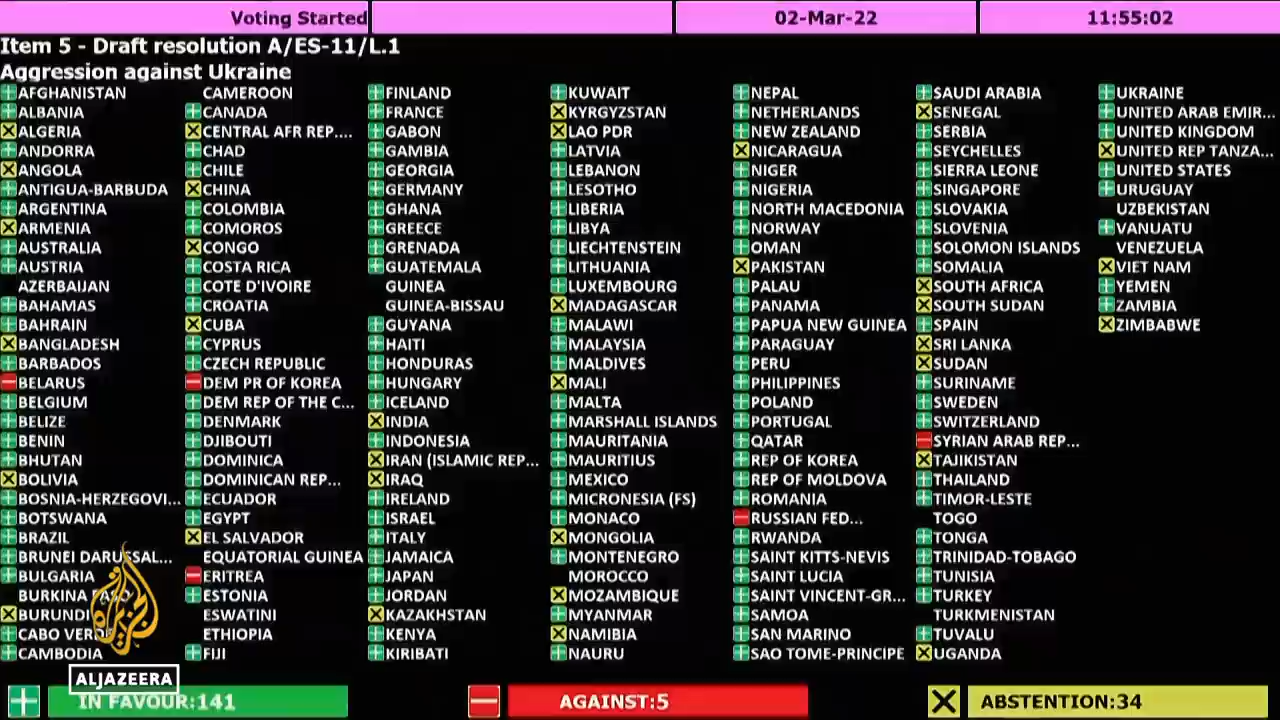 Voting Started 02-Mar-22 11:55:02
Item 5 - Draft resolution A/ES-11/L.1
Aggression against Ukraine
AFGHANISTAN
ALBANIA
ALGERIA
ANDORRA
ANGOLA
ANTIGUA-BARBUDA
ARGENTINA
ARMENIA
AUSTRALIA
AUSTRIA
AZERBAIJAN
BAHAMAS
BAHRAIN
BANGLADESH
BARBADOS
BELARUS
BELGIUM
BELIZE
BENIN
BHUTAN
BOLIVIA
BOSNIA-HERZEGOVI...
BOTSWANA
BRAZIL
BRUNEI DARUSSAL...
BULGARIA
BURKINA FASO
BURUNDI
CABO VERDE
CAMBODIA
CAMEROON
CANADA
CENTRAL AFR REP....
CHAD
CHILE
CHINA
COLOMBIA
COMOROS
CONGO
COSTA RICA
COTE D'IVOIRE
CROATIA
CUBA
CYPRUS
CZECH REPUBLIC
DEM PR OF KOREA
DEM REP OF THE C...
DENMARK
DJIBOUTI
DOMINICA
DOMINICAN REP...
ECUADOR
EGYPT
EL SALVADOR
EQUATORIAL GUINEA
ERITREA
ESTONIA
ESWATINI
ETHIOPIA
FIJI
FINLAND
FRANCE
GABON
GAMBIA
GEORGIA
GERMANY
GHANA
GREECE
GRENADA
GUATEMALA
GUINEA
GUINEA-BISSAU
GUYANA
HAITI
HONDURAS
HUNGARY
ICELAND
INDIA
INDONESIA
IRAN (ISLAMIC REP...
IRAQ
IRELAND
ISRAEL
ITALY
JAMAICA
JAPAN
JORDAN
KAZAKHSTAN
KENYA
KIRIBATI
KUWAIT
KYRGYZSTAN
LAO PDR
LATVIA
LEBANON
LESOTHO
LIBERIA
LIBYA
LIECHTENSTEIN
LITHUANIA
LUXEMBOURG
MADAGASCAR
MALAWI
MALAYSIA
MALDIVES
MALI
MALTA
MARSHALL ISLANDS
MAURITANIA
MAURITIUS
MEXICO
MICRONESIA (FS)
MONACO
MONGOLIA
MONTENEGRO
MOROCCO
MOZAMBIQUE
MYANMAR
NAMIBIA
NAURU
NEPAL
NETHERLANDS
NEW ZEALAND
NICARAGUA
NIGER
NIGERIA
NORTH MACEDONIA
NORWAY
OMAN
PAKISTAN
PALAU
PANAMA
PAPUA NEW GUINEA
PARAGUAY
PERU
PHILIPPINES
POLAND
PORTUGAL
QATAR
REP OF KOREA
REP OF MOLDOVA
ROMANIA
RUSSIAN FED...
RWANDA
SAINT KITTS-NEVIS
SAINT LUCIA
SAINT VINCENT-GR...
SAMOA
SAN MARINO
SAO TOME-PRINCIPE
SAUDI ARABIA
SENEGAL
SERBIA
SEYCHELLES
SIERRA LEONE
SINGAPORE
SLOVAKIA
SLOVENIA
SOLOMON ISLANDS
SOMALIA
SOUTH AFRICA
SOUTH SUDAN
SPAIN
SRI LANKA
SUDAN
SURINAME
SWEDEN
SWITZERLAND
SYRIAN ARAB REP...
TAJIKISTAN
THAILAND
TIMOR-LESTE
TOGO
TONGA
TRINIDAD-TOBAGO
TUNISIA
TURKEY
TURKMENISTAN
TUVALU
UGANDA
UKRAINE
UNITED ARAB EMIR...
UNITED KINGDOM
UNITED REP TANZA...
UNITED STATES
URUGUAY
UZBEKISTAN
VANUATU
VENEZUELA
VIET NAM
YEMEN
ZAMBIA
ZIMBABWE
ALJAZEERA
IN FAVOUR:141 AGAINST:5 ABSTENTION:34